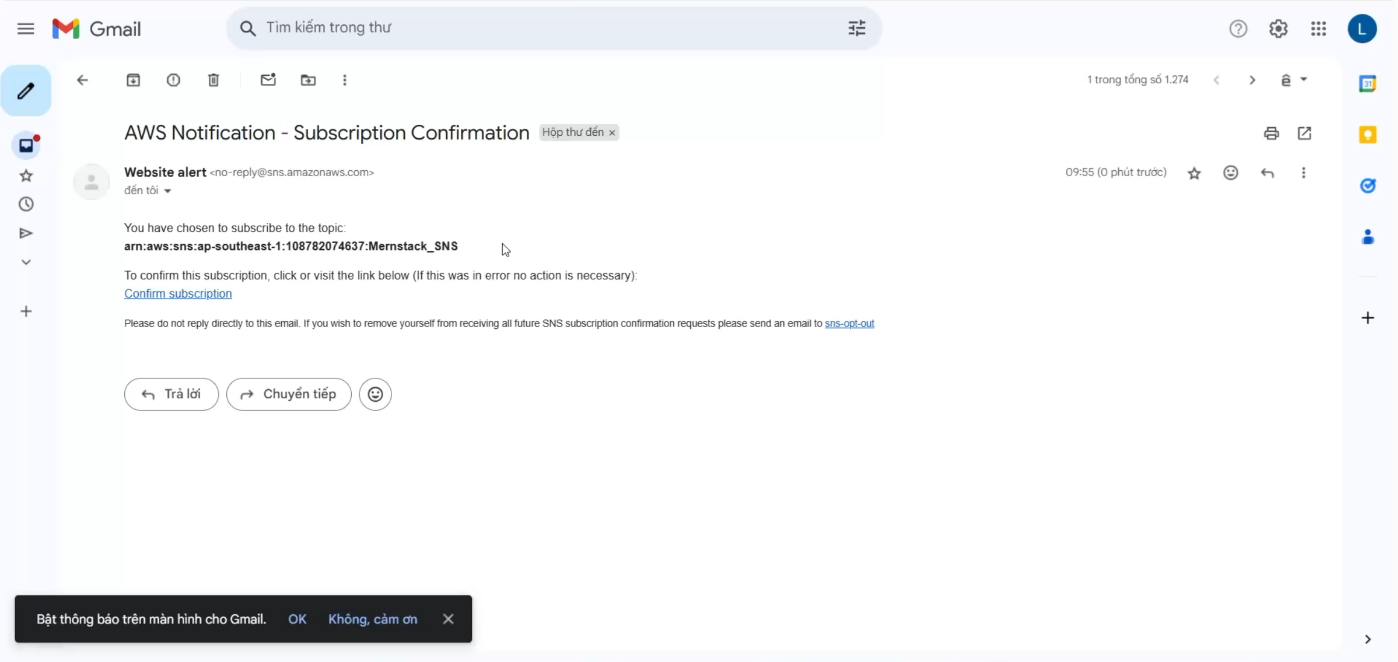 Gmail
Tìm kiếm trong thư
L
31
1 trong tổng số 1.274
AWS Notification - Subscription Confirmation
Hộp thư đến ×
Website alert <no-reply@sns.amazonaws.com>
09:55 (0 phút trước)
đến tôi
You have chosen to subscribe to the topic:
arn:aws:sns:ap-southeast-1:108782074637:Mernstack_SNS
To confirm this subscription, click or visit the link below (If this was in error no action is necessary):
Confirm subscription
Please do not reply directly to this email. If you wish to remove yourself from receiving all future SNS subscription confirmation requests please send an email to sns-opt-out
Trả lời
Chuyển tiếp
Bật thông báo trên màn hình cho Gmail. OK Không, cảm ơn